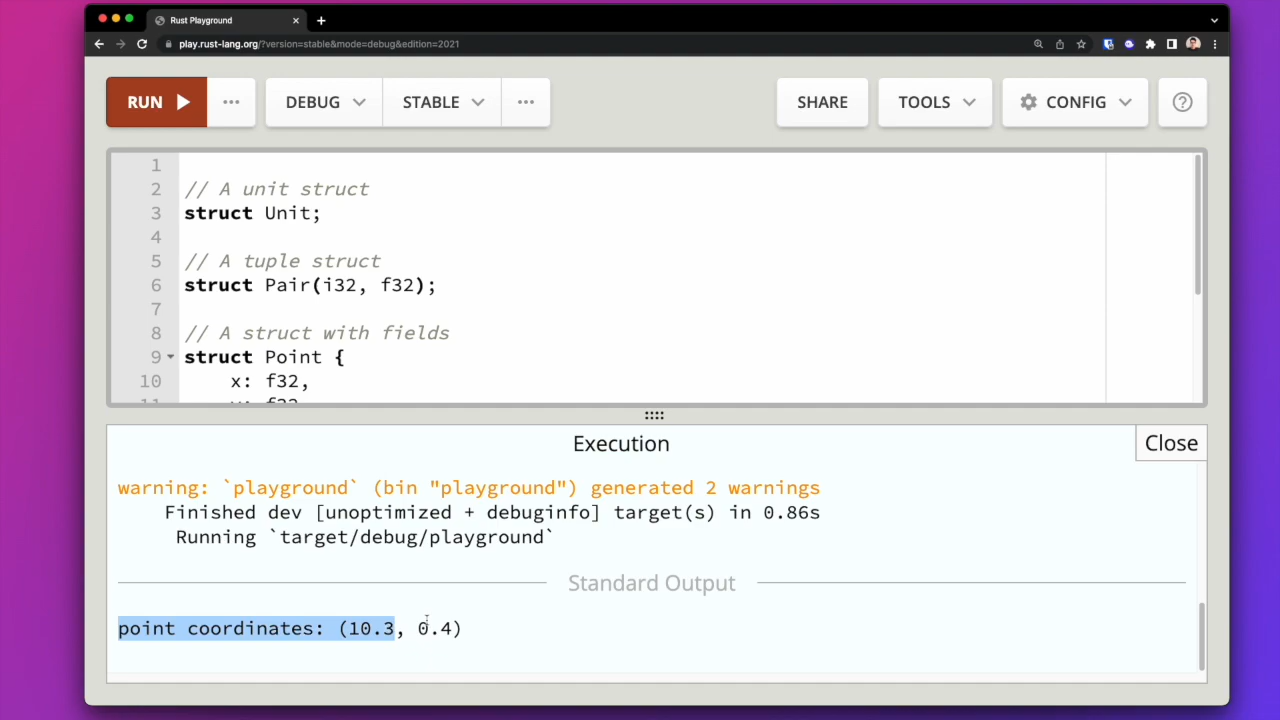 Rust Playground
play.rust-lang.org/?version=stable&mode=debug&edition=2021
RUN
DEBUG
STABLE
SHARE
TOOLS
CONFIG
1
2 // A unit struct
3 struct Unit;
4
5 // A tuple struct
6 struct Pair(i32, f32);
7
8 // A struct with fields
9 struct Point {
10 x: f32,
Execution
Close
warning: `playground` (bin "playground") generated 2 warnings
Finished dev [unoptimized + debuginfo] target(s) in 0.86s
Running `target/debug/playground`
Standard Output
point coordinates: (10.3, 0.4)